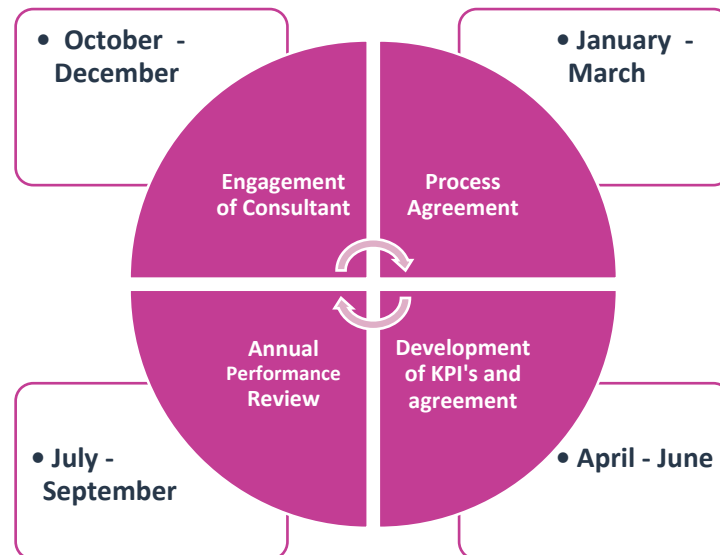 • October -
December
• January -
March
Engagement
of Consultant
Process
Agreement
Annual
Performance
Review
Development
of KPI's and
agreement
• July -
September
• April - June